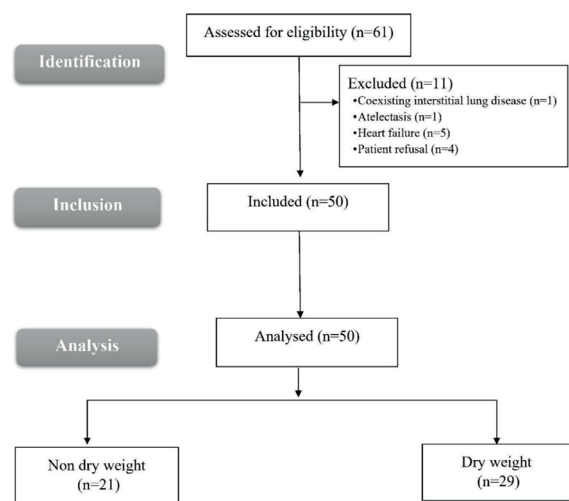 Assessed for eligibility (n=61)
Identification
Excluded (n=11)
•Coexisting interstitial lung disease (n=1)
•Atelectasis (n=1)
•Heart failure (n=5)
•Patient refusal (n=4)
Inclusion
Included (n=50)
Analysis
Analysed (n=50)
Non dry weight
(n=21)
Dry weight
(n=29)